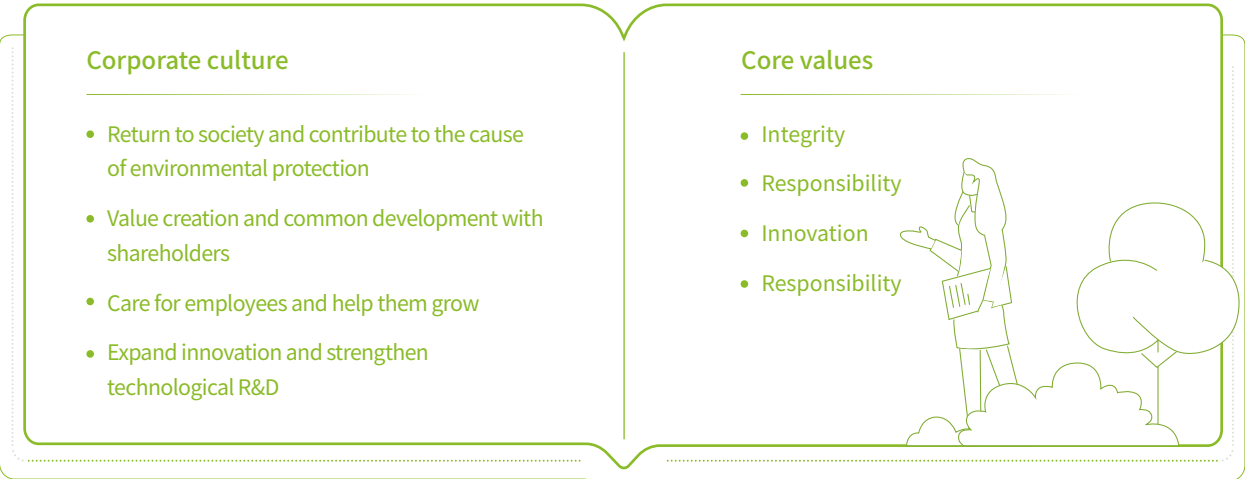 Corporate culture
• Return to society and contribute to the cause
of environmental protection
• Value creation and common development with
shareholders
• Care for employees and help them grow
• Expand innovation and strengthen
technological R&D
Core values
• Integrity
• Responsibility
• Innovation
• Responsibility